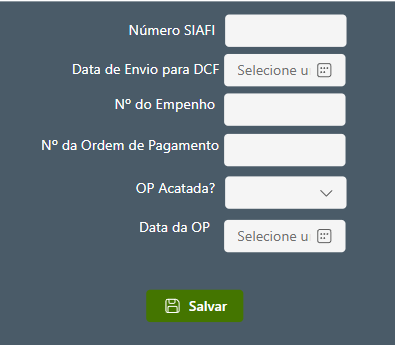 Número SIAFI
Data de Envio para DCF Selecione u
Nº do Empenho
Nº da Ordem de Pagamento
OP Acatada?
Data da OP Selecione u
Salvar